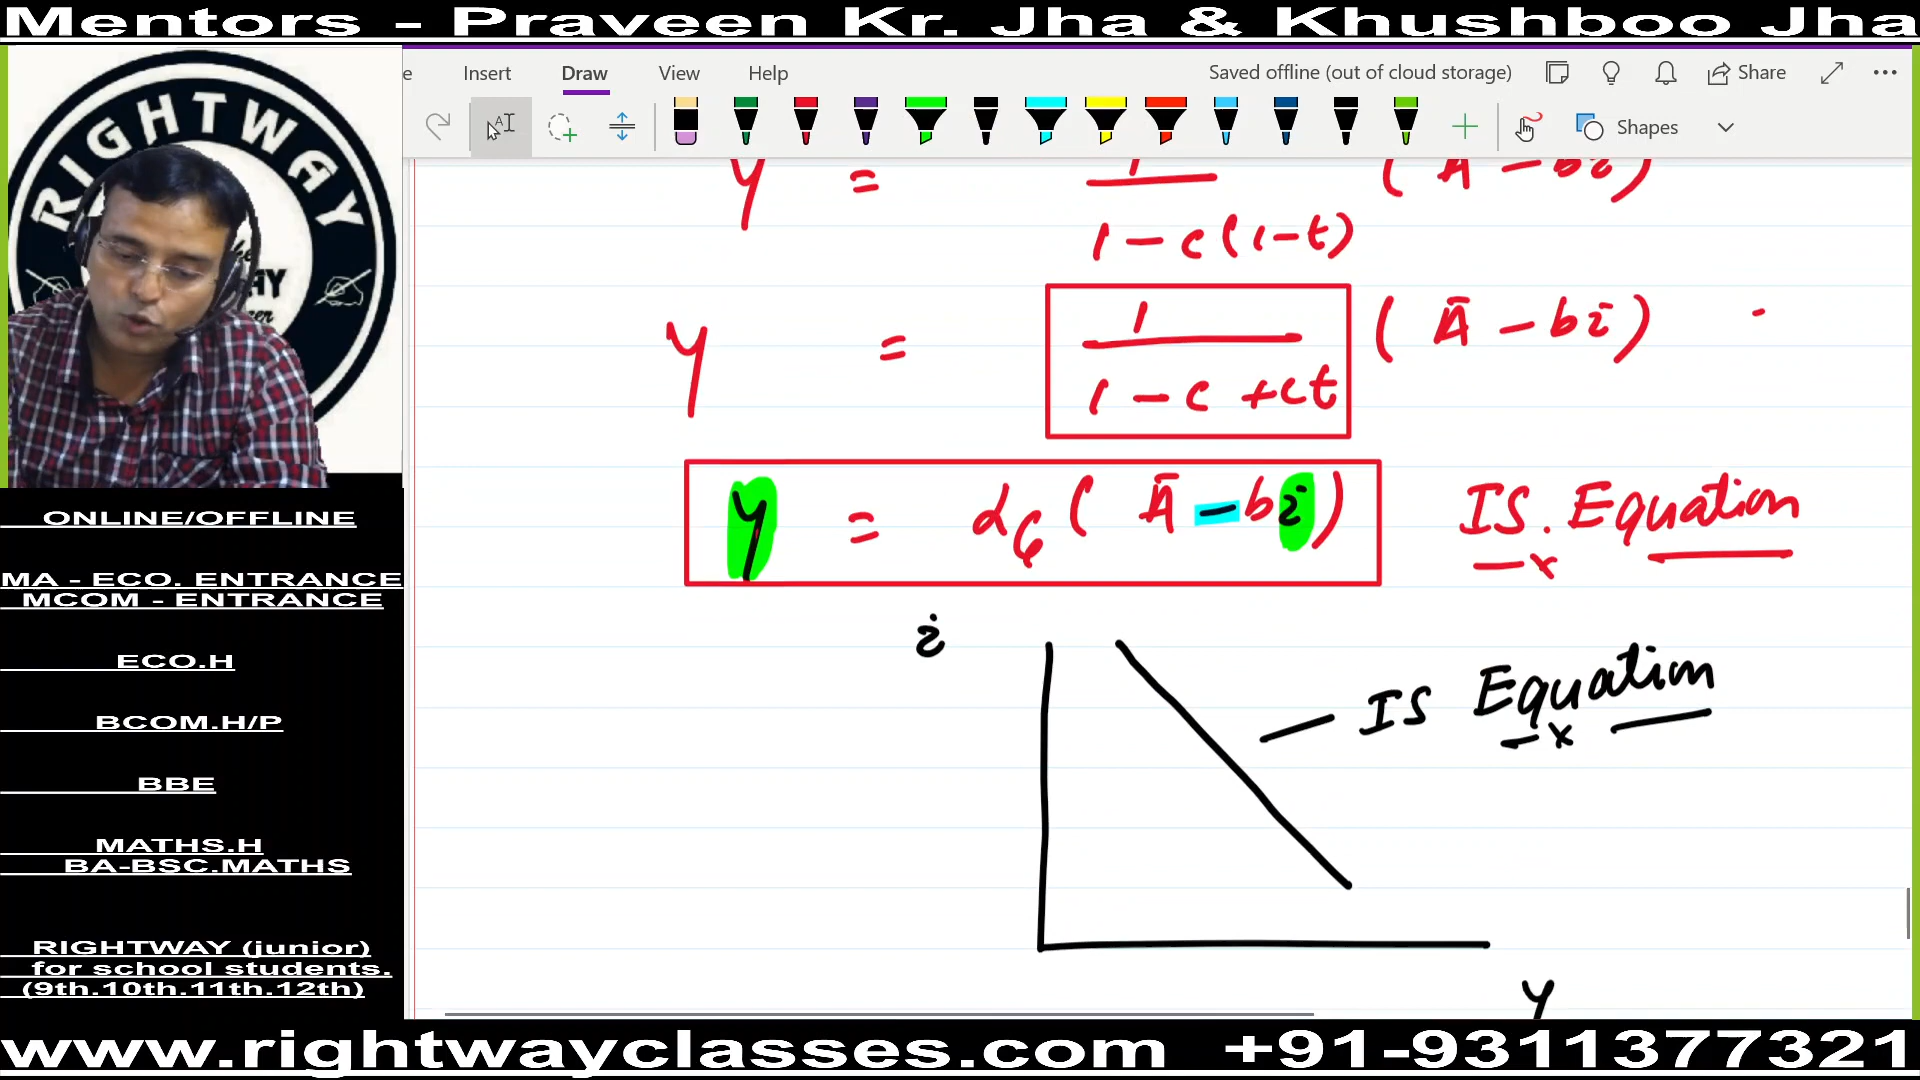 Mentors - Praveen Kr. Jha & Khushboo Jha
Insert Draw View Help Saved offline (out of cloud storage) Share
Shapes
RIGHTWAY
y = 1 / 1 - c(1-t) (Ā - bi)
y = 1 / 1 - c + ct (Ā - bi)
y = αG (Ā - bi) IS. Equation
i
IS Equation
y
ONLINE/OFFLINE
MA - ECO. ENTRANCE
MCOM - ENTRANCE
ECO.H
BCOM.H/P
BBE
MATHS.H
BA-BSC.MATHS
RIGHTWAY (junior)
for school students.
(9th.10th.11th.12th)
www.rightwayclasses.com +91-9311377321